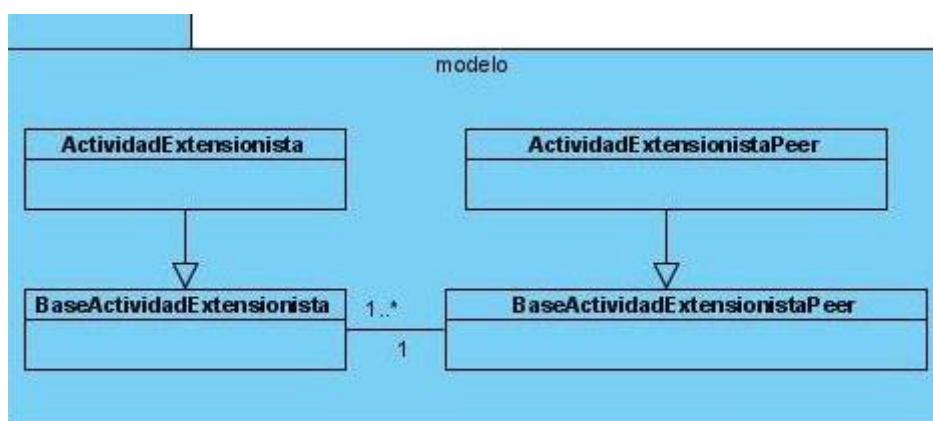 modelo
ActividadExtensionista
ActividadExtensionistaPeer
BaseActividadExtensionista
1..*
BaseActividadExtensionistaPeer
1